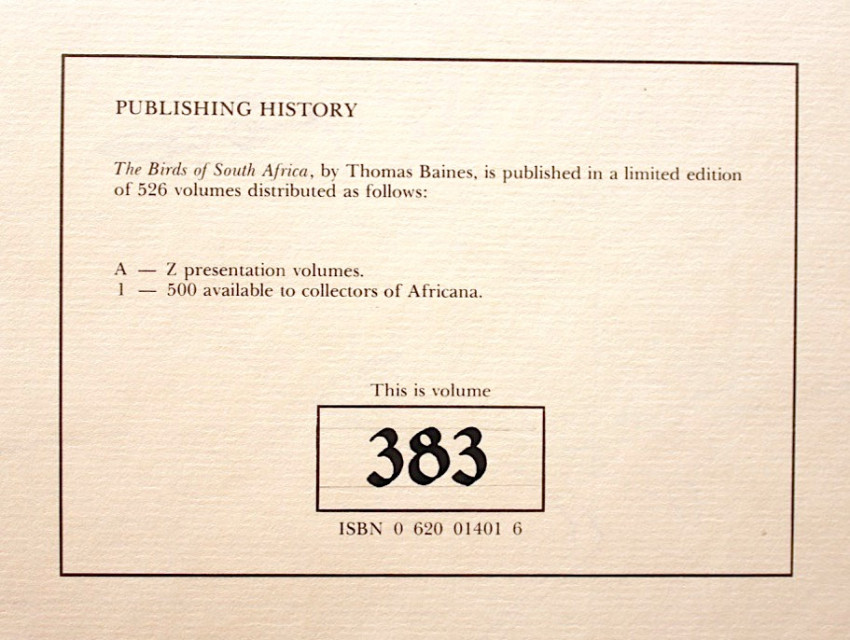 PUBLISHING HISTORY
The Birds of South Africa, by Thomas Baines, is published in a limited edition
of 526 volumes distributed as follows:
A — Z presentation volumes.
1 — 500 available to collectors of Africana.
This is volume
383
ISBN 0 620 01401 6